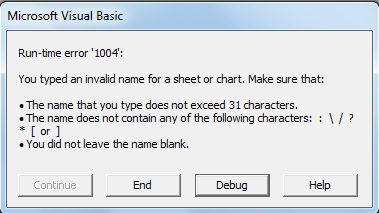 Microsoft Visual Basic
Run-time error '1004':
You typed an invalid name for a sheet or chart. Make sure that:
• The name that you type does not exceed 31 characters.
• The name does not contain any of the following characters: : \ / ?
* [ or ]
• You did not leave the name blank.
Continue End Debug Help